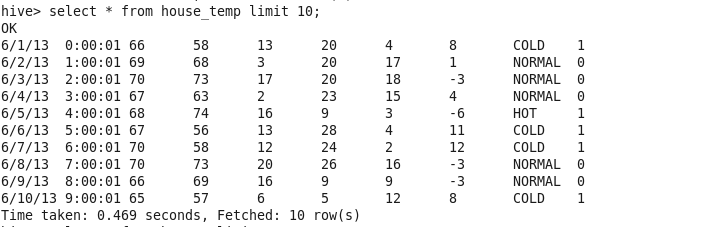 hive> select * from house_temp limit 10;
OK
6/1/13  0:00:01 66      58      13      20      4       8       COLD    1
6/2/13  1:00:01 69      68      3       20      17      1       NORMAL  0
6/3/13  2:00:01 70      73      17      20      18      -3      NORMAL  0
6/4/13  3:00:01 67      63      2       23      15      4       NORMAL  0
6/5/13  4:00:01 68      74      16      9       3       -6      HOT     1
6/6/13  5:00:01 67      56      13      28      4       11      COLD    1
6/7/13  6:00:01 70      58      12      24      2       12      COLD    1
6/8/13  7:00:01 70      73      20      26      16      -3      NORMAL  0
6/9/13  8:00:01 66      69      16      9       9       -3      NORMAL  0
6/10/13 9:00:01 65      57      6       5       12      8       COLD    1
Time taken: 0.469 seconds, Fetched: 10 row(s)